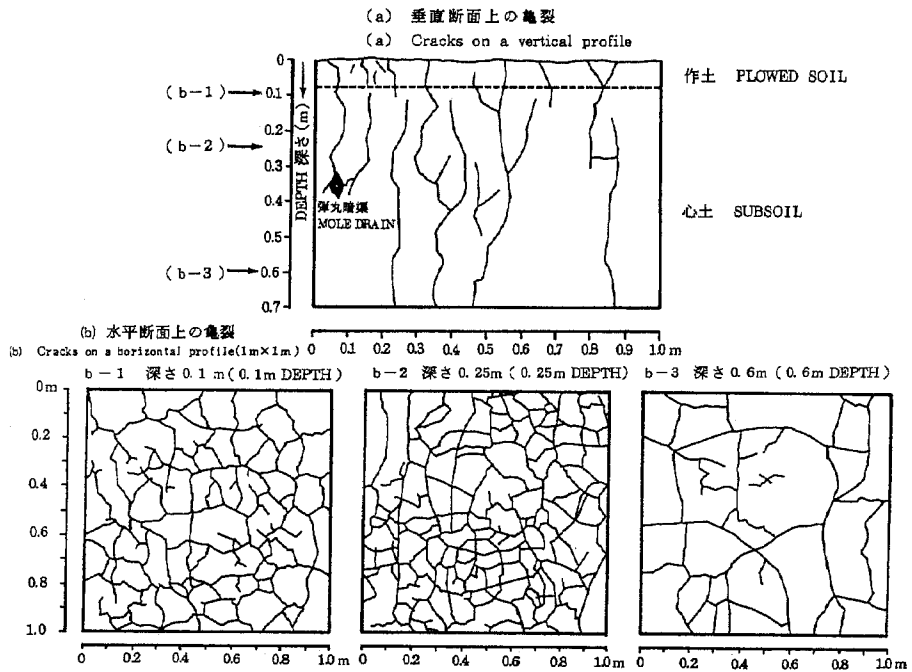 (a) 垂直断面上の亀裂
(a) Cracks on a vertical profile
作土 PLOWED SOIL
心土 SUBSOIL
(b-1)
(b-2)
(b-3)
DEPTH 深さ(m)
0
0.1
0.2
0.3
0.4
0.5
0.6
0.7
弾丸暗渠
MOLE DRAIN
0 0.1 0.2 0.3 0.4 0.5 0.6 0.7 0.8 0.9 1.0 m
(b) 水平断面上の亀裂
(b) Cracks on a horizontal profile(1m×1m)
b-1 深さ 0.1 m (0.1m DEPTH)
b-2 深さ 0.25m (0.25m DEPTH)
b-3 深さ 0.6m (0.6m DEPTH)
0m
0.2
0.4
0.6
0.8
1.0
0 0.2 0.4 0.6 0.8 1.0 m
0 0.2 0.4 0.6 0.8 1.0m
0 0.2 0.4 0.6 0.8 1.0m